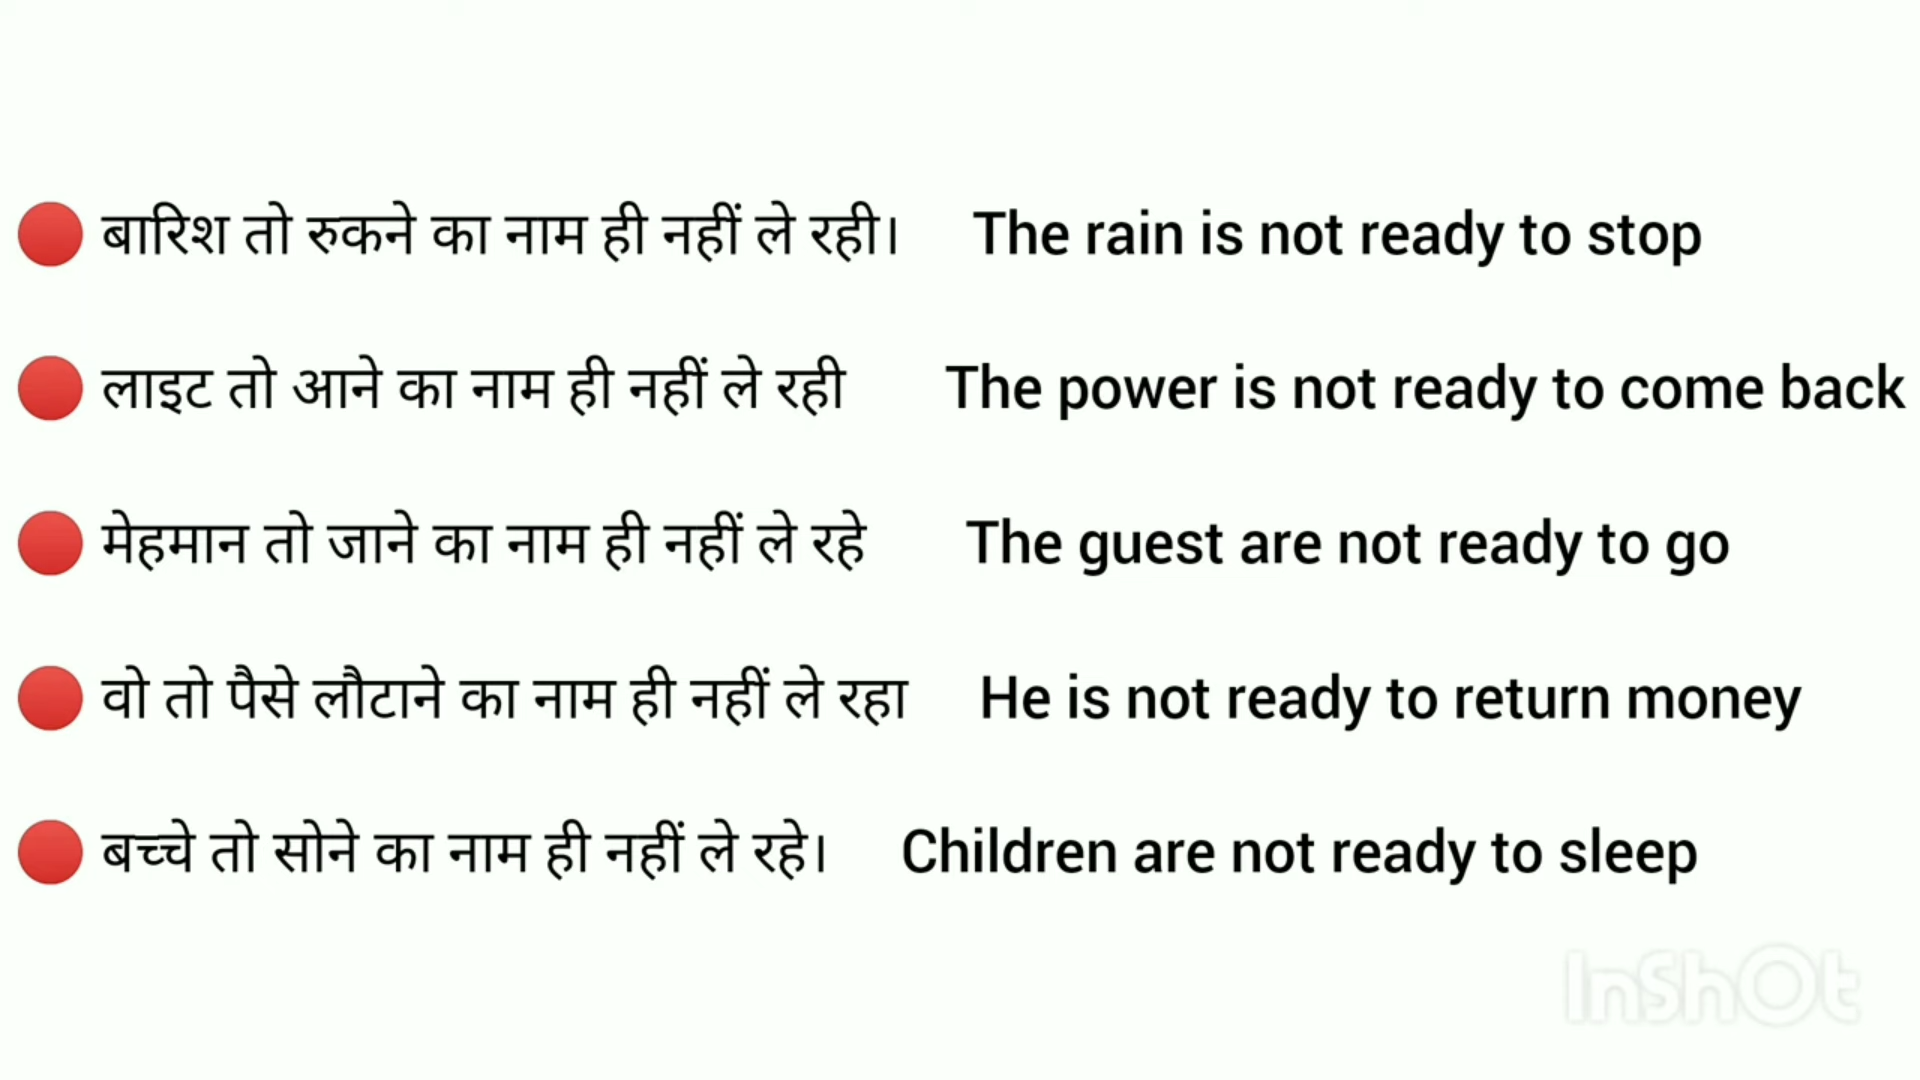 बारिश तो रुकने का नाम ही नहीं ले रही। The rain is not ready to stop
लाइट तो आने का नाम ही नहीं ले रही The power is not ready to come back
मेहमान तो जाने का नाम ही नहीं ले रहे The guest are not ready to go
वो तो पैसे लौटाने का नाम ही नहीं ले रहा He is not ready to return money
बच्चे तो सोने का नाम ही नहीं ले रहे। Children are not ready to sleep
InShOt